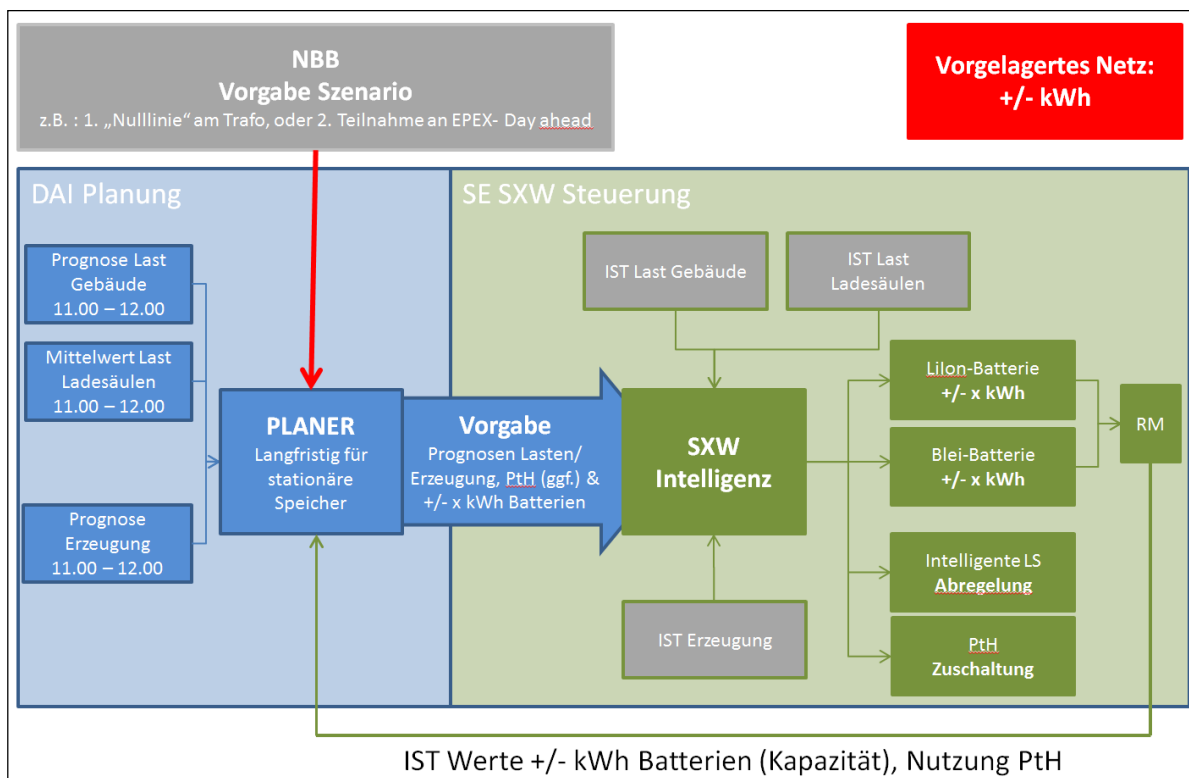 NBB
Vorgabe Szenario
z.B. : 1. „Nulllinie“ am Trafo, oder 2. Teilnahme an EPEX- Day ahead
Vorgelagertes Netz:
+/- kWh
DAI Planung
SE SXW Steuerung
Prognose Last
Gebäude
11.00 – 12.00
Mittelwert Last
Ladesäulen
11.00 – 12.00
Prognose
Erzeugung
11.00 – 12.00
PLANER
Langfristig für
stationäre
Speicher
Vorgabe
Prognosen Lasten/
Erzeugung, PtH (ggf.) &
+/- x kWh Batterien
IST Last Gebäude
IST Last
Ladesäulen
SXW
Intelligenz
IST Erzeugung
LiIon-Batterie
+/- x kWh
Blei-Batterie
+/- x kWh
Intelligente LS
Abregelung
PtH
Zuschaltung
RM
IST Werte +/- kWh Batterien (Kapazität), Nutzung PtH